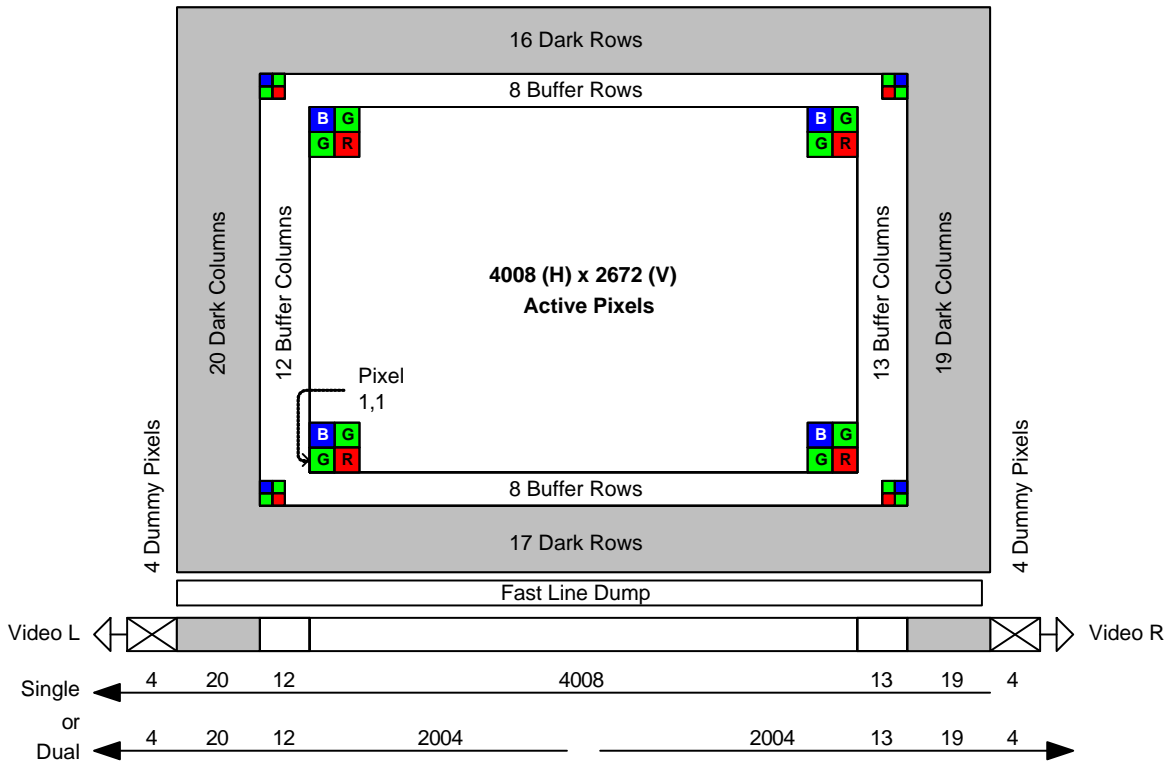 16 Dark Rows
8 Buffer Rows
B G
G R
B G
G R
20 Dark Columns
12 Buffer Columns
4008 (H) x 2672 (V)
Active Pixels
13 Buffer Columns
19 Dark Columns
Pixel
1,1
B G
G R
B G
G R
4 Dummy Pixels
4 Dummy Pixels
8 Buffer Rows
17 Dark Rows
Fast Line Dump
Video L
Video R
Single
4 20 12 4008 13 19 4
or
Dual
4 20 12 2004 2004 13 19 4